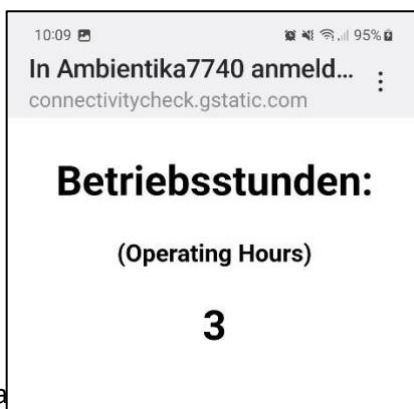 10:09 95%
In Ambientika7740 anmeld...
connectivitycheck.gstatic.com
Betriebsstunden:
(Operating Hours)
3